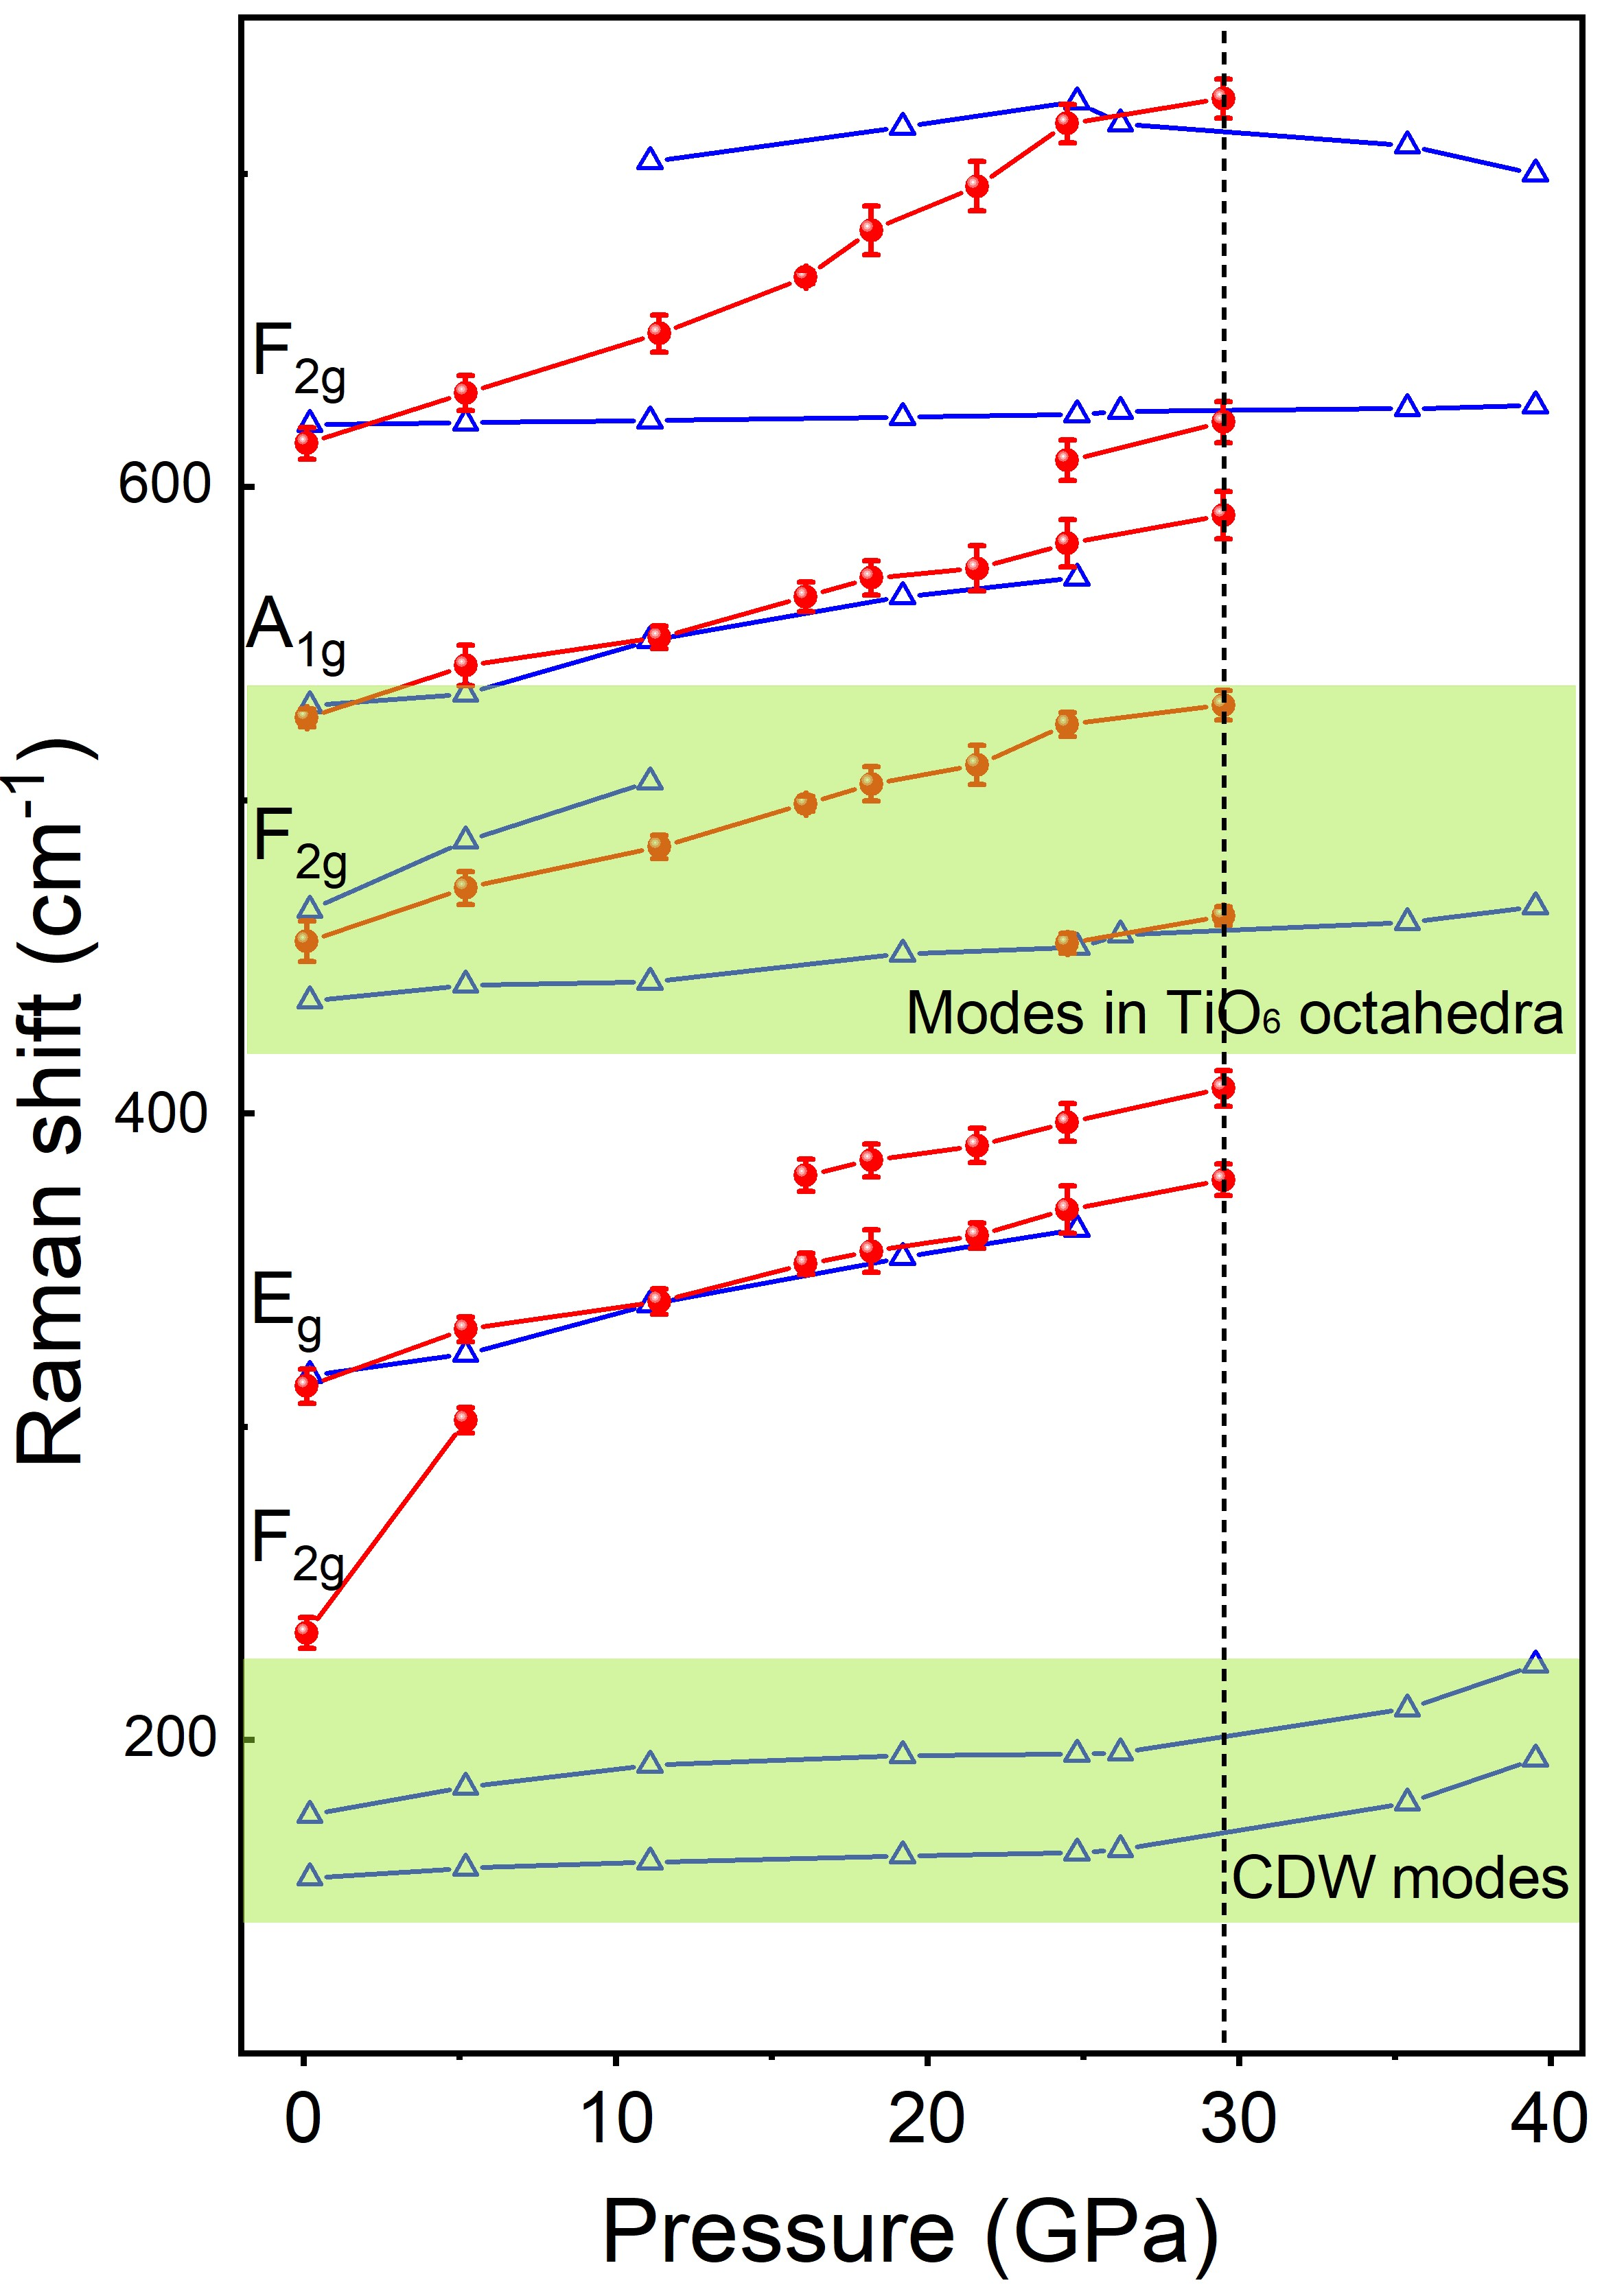 F2g
600
A1g
F2g
Modes in TiO6 octahedra
400
Eg
F2g
200
CDW modes
0 10 20 30 40
Pressure (GPa)
Raman shift (cm-1)